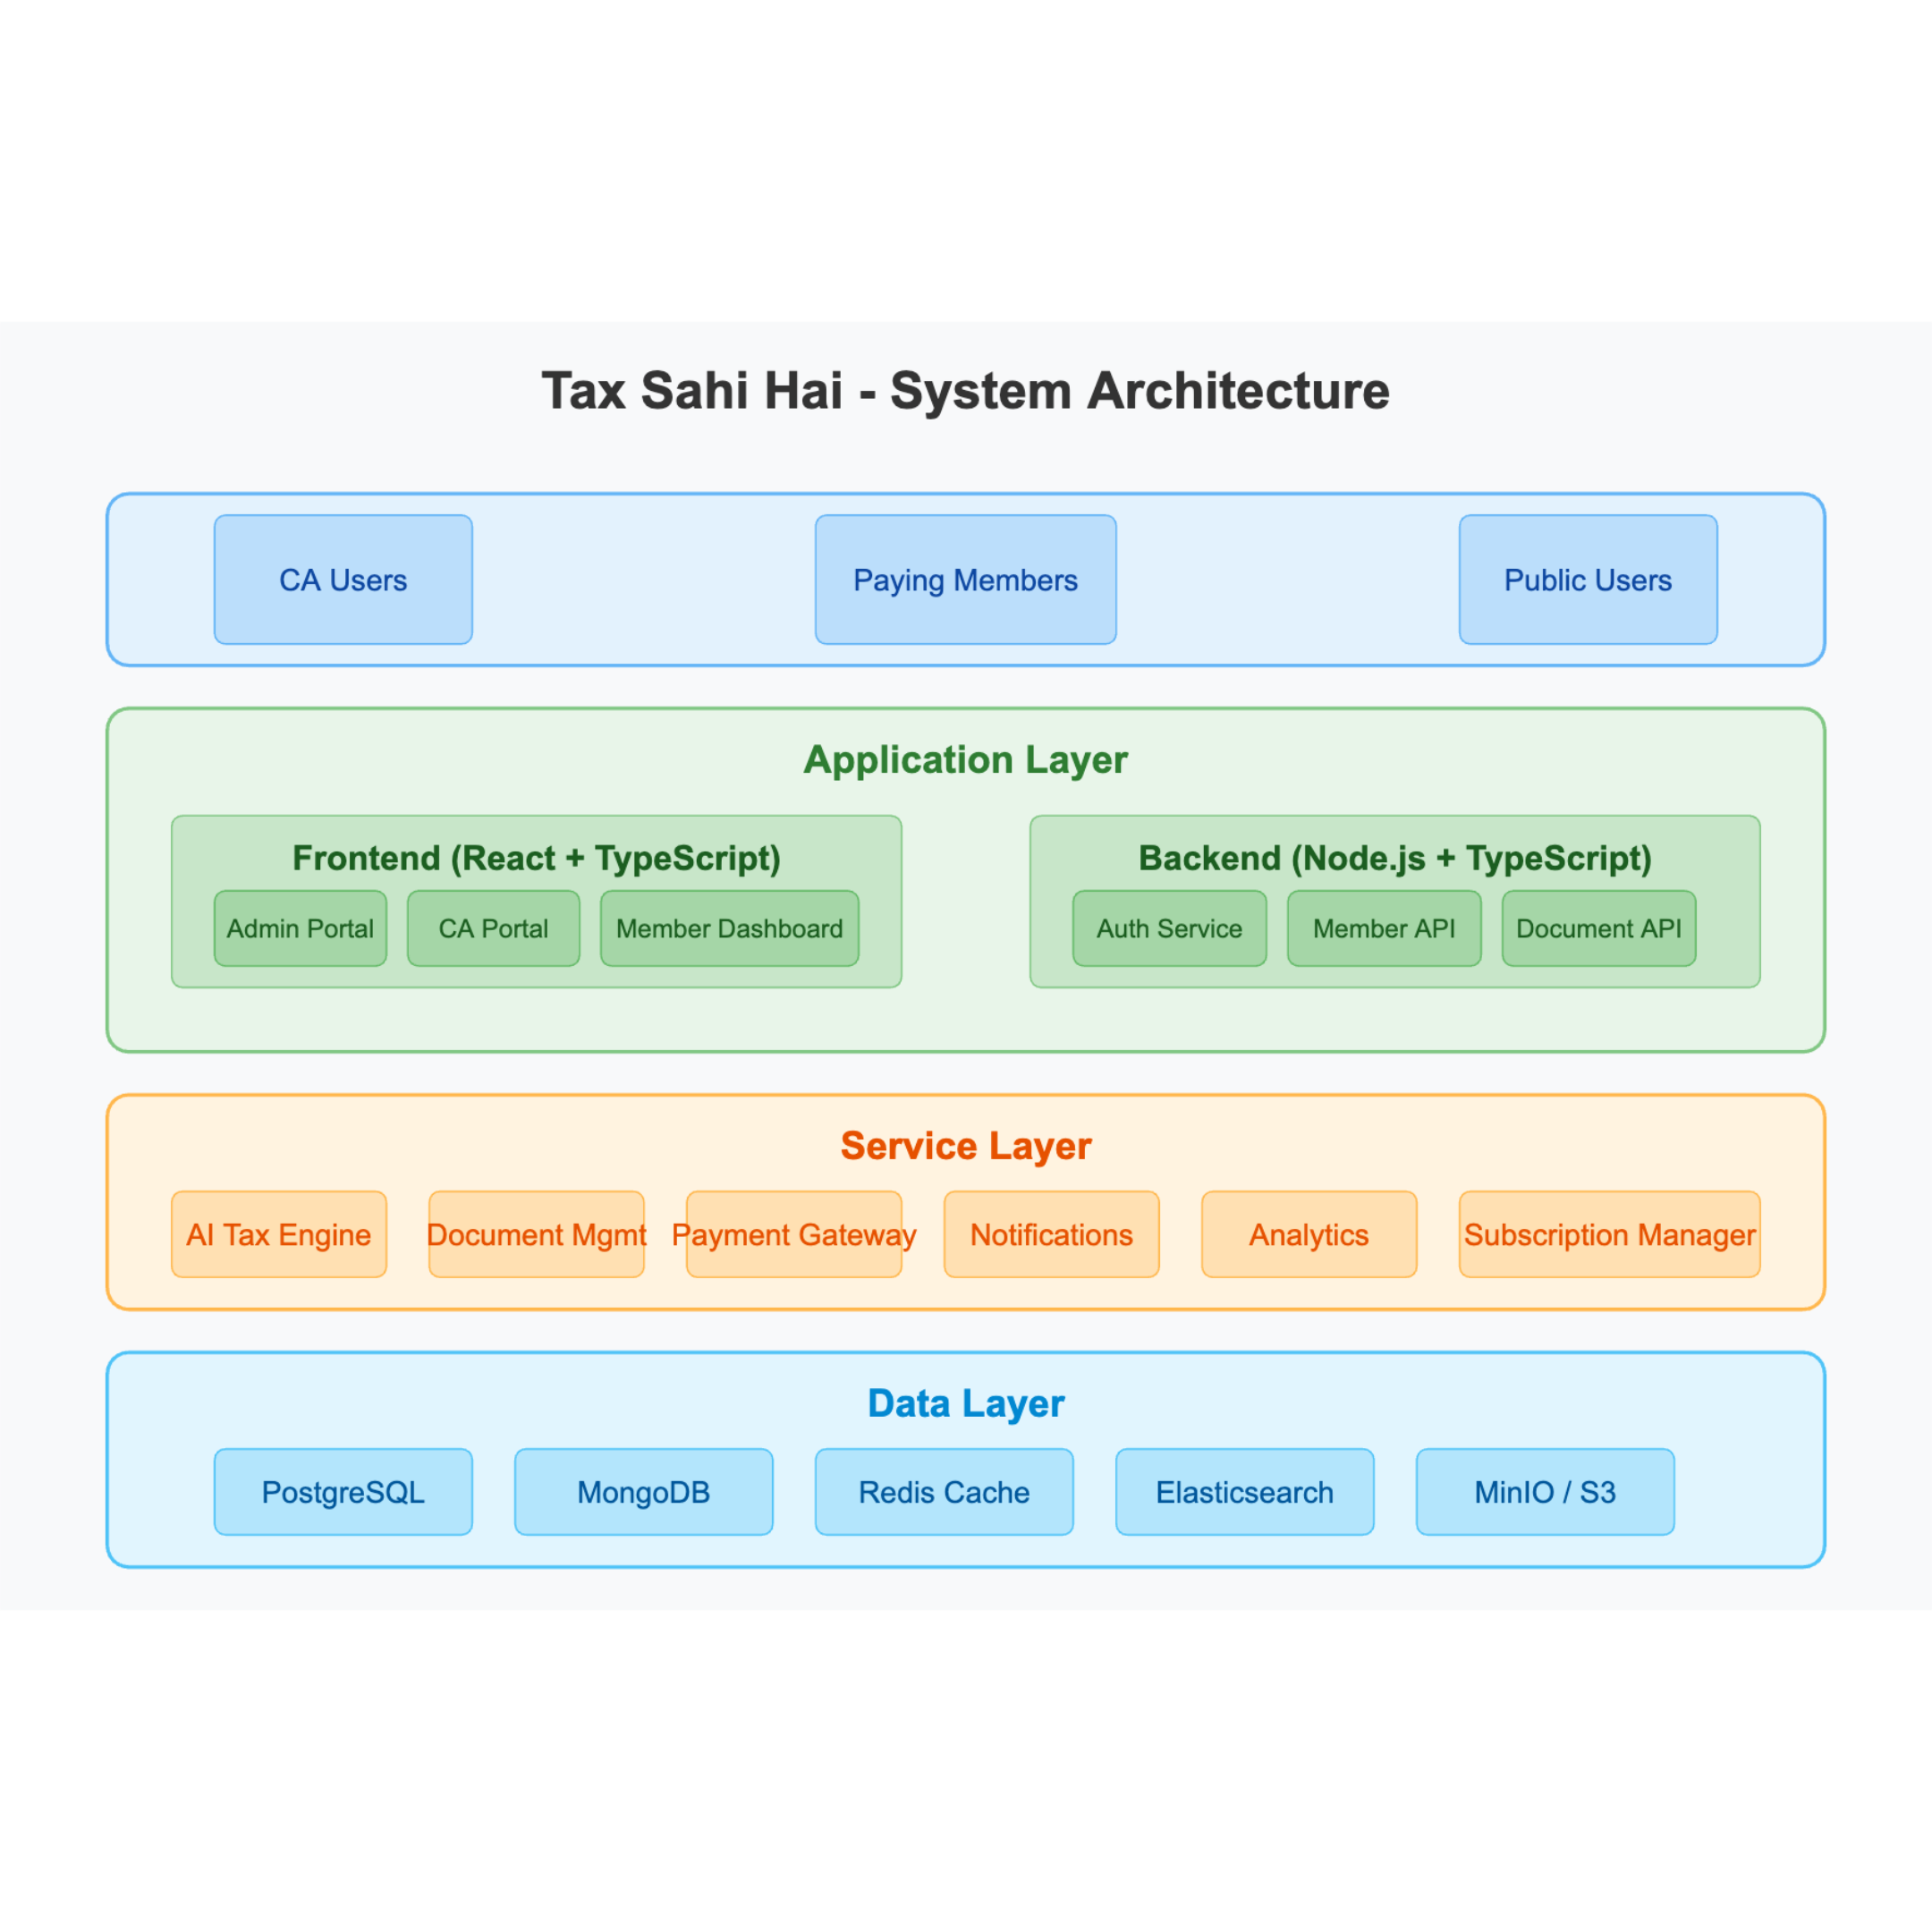 Tax Sahi Hai - System Architecture
CA Users
Paying Members
Public Users
Application Layer
Frontend (React + TypeScript)
Backend (Node.js + TypeScript)
Admin Portal
CA Portal
Member Dashboard
Auth Service
Member API
Document API
Service Layer
AI Tax Engine
Document Mgmt
Payment Gateway
Notifications
Analytics
Subscription Manager
Data Layer
PostgreSQL
MongoDB
Redis Cache
Elasticsearch
MinIO / S3